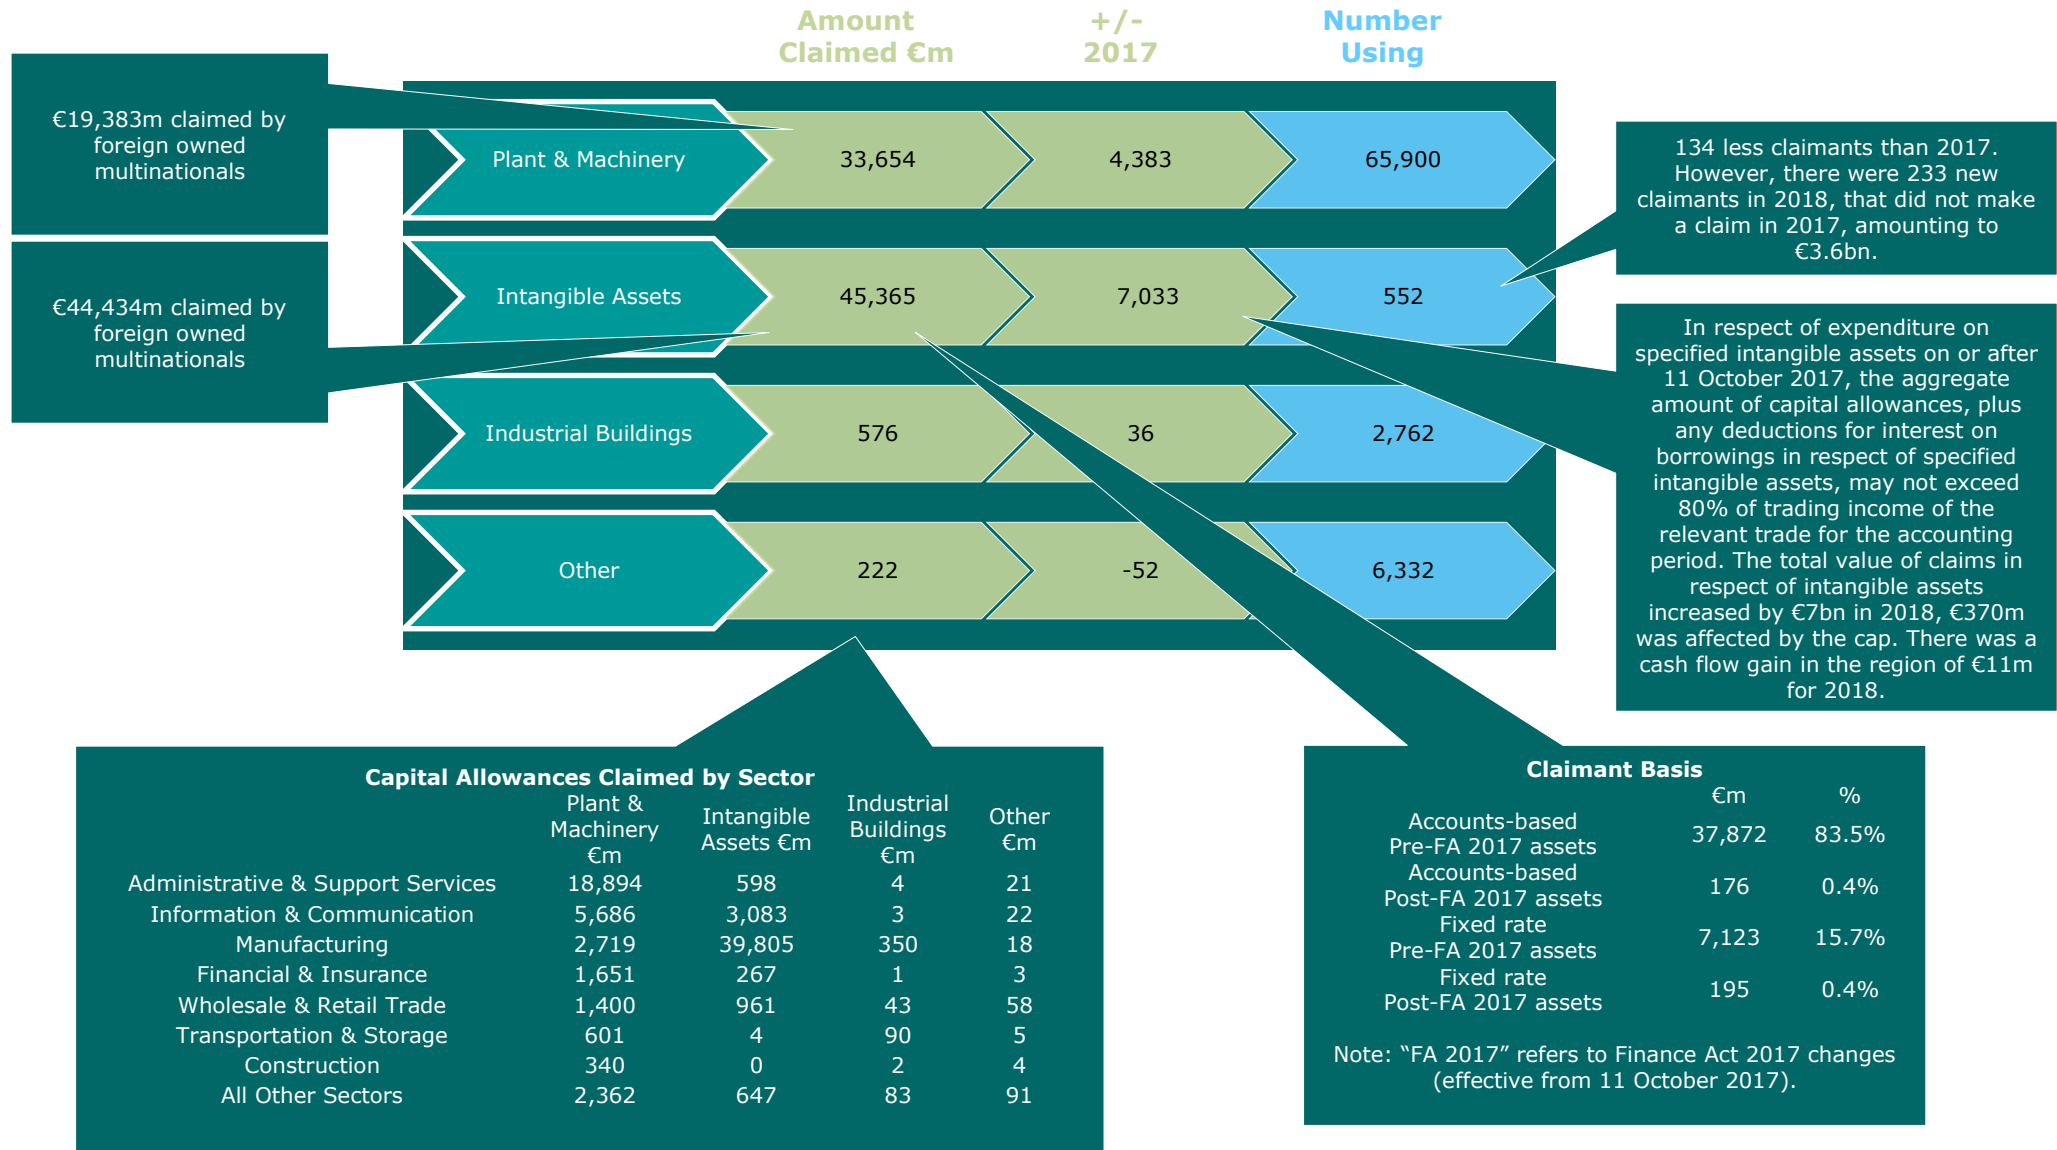 Amount
Claimed €m
+/-
2017
Number
Using
€19,383m claimed by
foreign owned
multinationals
Plant & Machinery
33,654
4,383
65,900
134 less claimants than 2017.
However, there were 233 new
claimants in 2018, that did not make
a claim in 2017, amounting to
€3.6bn.
€44,434m claimed by
foreign owned
multinationals
Intangible Assets
45,365
7,033
552
In respect of expenditure on
specified intangible assets on or after
11 October 2017, the aggregate
amount of capital allowances, plus
any deductions for interest on
borrowings in respect of specified
intangible assets, may not exceed
80% of trading income of the
relevant trade for the accounting
period. The total value of claims in
respect of intangible assets
increased by €7bn in 2018, €370m
was affected by the cap. There was a
cash flow gain in the region of €11m
for 2018.
Industrial Buildings
576
36
2,762
Other
222
-52
6,332
Capital Allowances Claimed by Sector
Plant &
Machinery
€m
Intangible
Assets €m
Industrial
Buildings
€m
Other
€m
Administrative & Support Services 18,894 598 4 21
Information & Communication 5,686 3,083 3 22
Manufacturing 2,719 39,805 350 18
Financial & Insurance 1,651 267 1 3
Wholesale & Retail Trade 1,400 961 43 58
Transportation & Storage 601 4 90 5
Construction 340 0 2 4
All Other Sectors 2,362 647 83 91
Claimant Basis
€m %
Accounts-based
Pre-FA 2017 assets
37,872 83.5%
Accounts-based
Post-FA 2017 assets
176 0.4%
Fixed rate
Pre-FA 2017 assets
7,123 15.7%
Fixed rate
Post-FA 2017 assets
195 0.4%
Note: “FA 2017” refers to Finance Act 2017 changes
(effective from 11 October 2017).